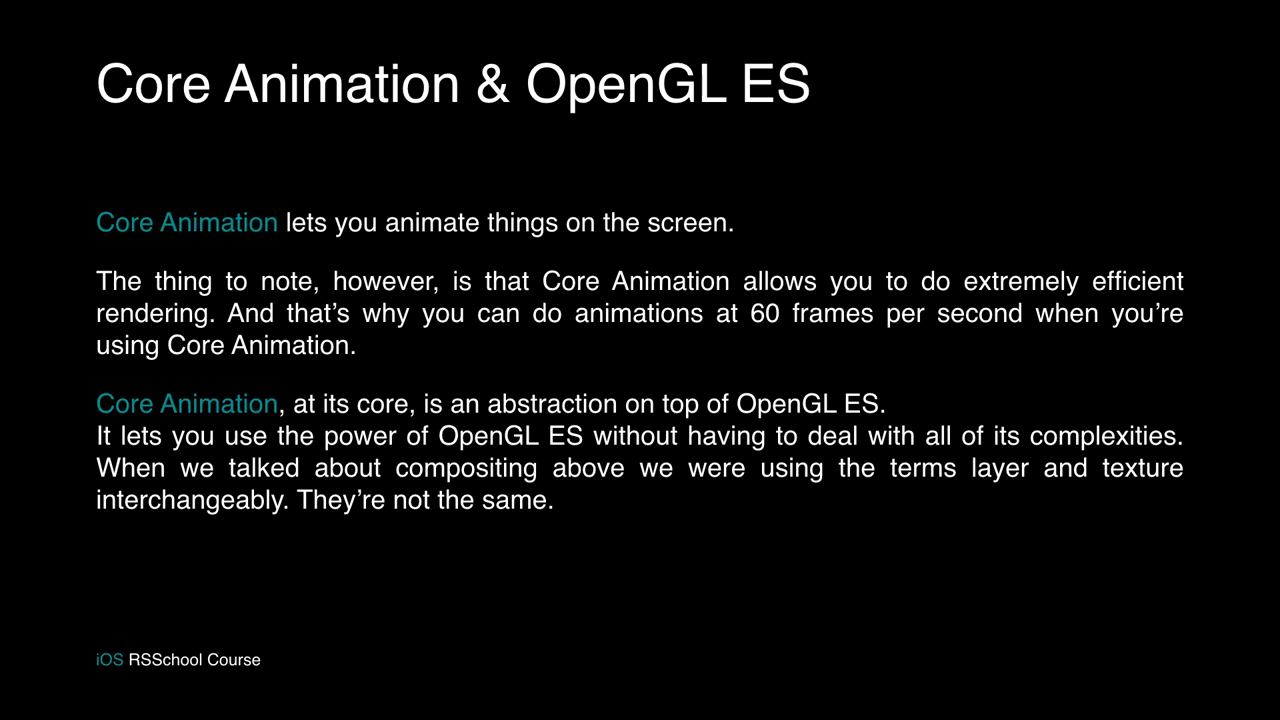 Core Animation & OpenGL ES
Core Animation lets you animate things on the screen.
The thing to note, however, is that Core Animation allows you to do extremely efficient
rendering. And that’s why you can do animations at 60 frames per second when you’re
using Core Animation.
Core Animation, at its core, is an abstraction on top of OpenGL ES.
It lets you use the power of OpenGL ES without having to deal with all of its complexities.
When we talked about compositing above we were using the terms layer and texture
interchangeably. They’re not the same.
iOS RSSchool Course